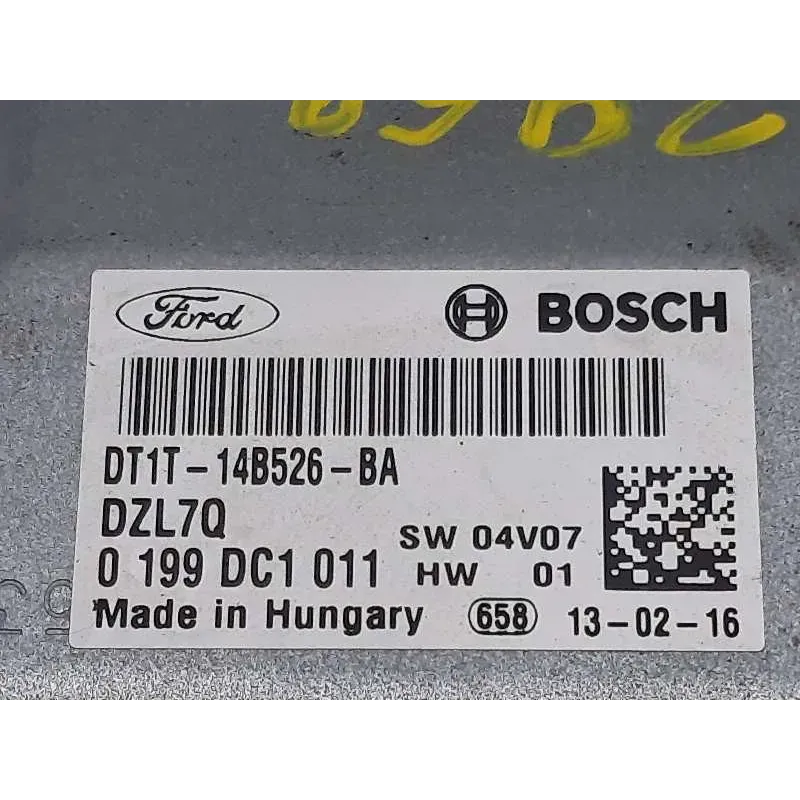 Ford BOSCH
DT1T-14B526-BA
DZL7Q
SW 04V07
0 199 DC1 011 HW 01
Made in Hungary 658 13-02-16